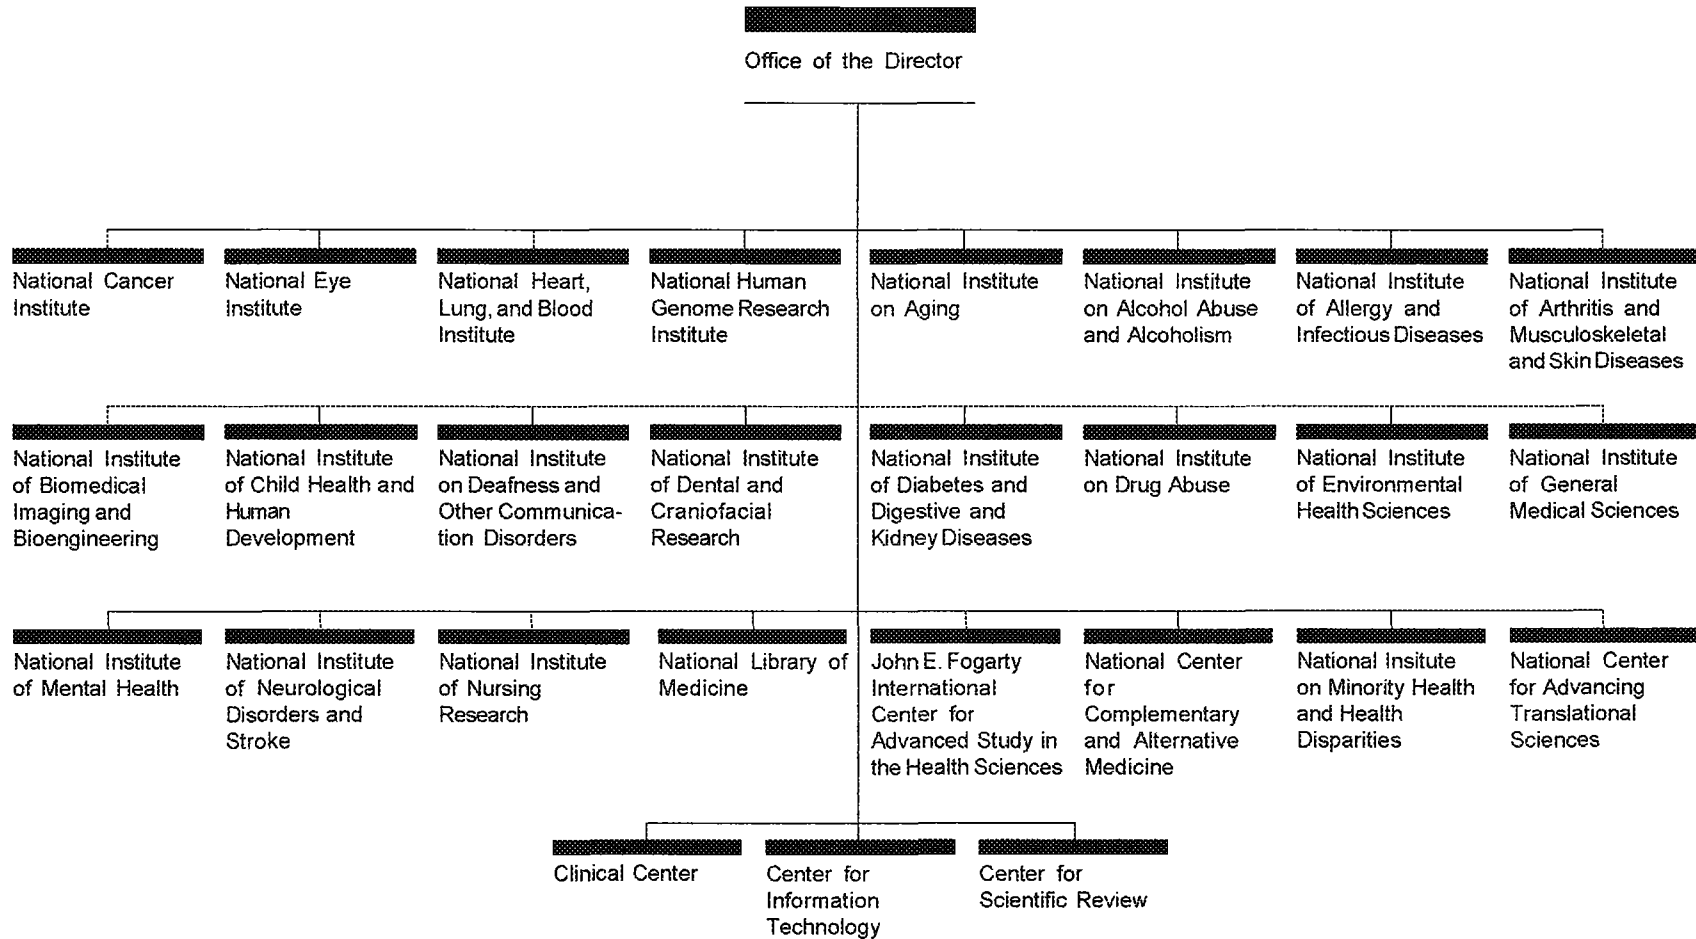 Office of the Director
National Cancer
Institute
National Eye
Institute
National Heart,
Lung, and Blood
Institute
National Human
Genome Research
Institute
National Institute
on Aging
National Institute
on Alcohol Abuse
and Alcoholism
National Institute
of Allergy and
Infectious Diseases
National Institute
of Arthritis and
Musculoskeletal
and Skin Diseases
National Institute
of Biomedical
Imaging and
Bioengineering
National Institute
of Child Health and
Human
Development
National Institute
on Deafness and
Other Communica-
tion Disorders
National Institute
of Dental and
Craniofacial
Research
National Institute
of Diabetes and
Digestive and
Kidney Diseases
National Institute
on Drug Abuse
National Institute
of Environmental
Health Sciences
National Institute
of General
Medical Sciences
National Institute
of Mental Health
National Institute
of Neurological
Disorders and
Stroke
National Institute
of Nursing
Research
National Library of
Medicine
John E. Fogarty
International
Center for
Advanced Study in
the Health Sciences
National Center
for
Complementary
and Alternative
Medicine
National Insitute
on Minority Health
and Health
Disparities
National Center
for Advancing
Translational
Sciences
Clinical Center
Center for
Information
Technology
Center for
Scientific Review